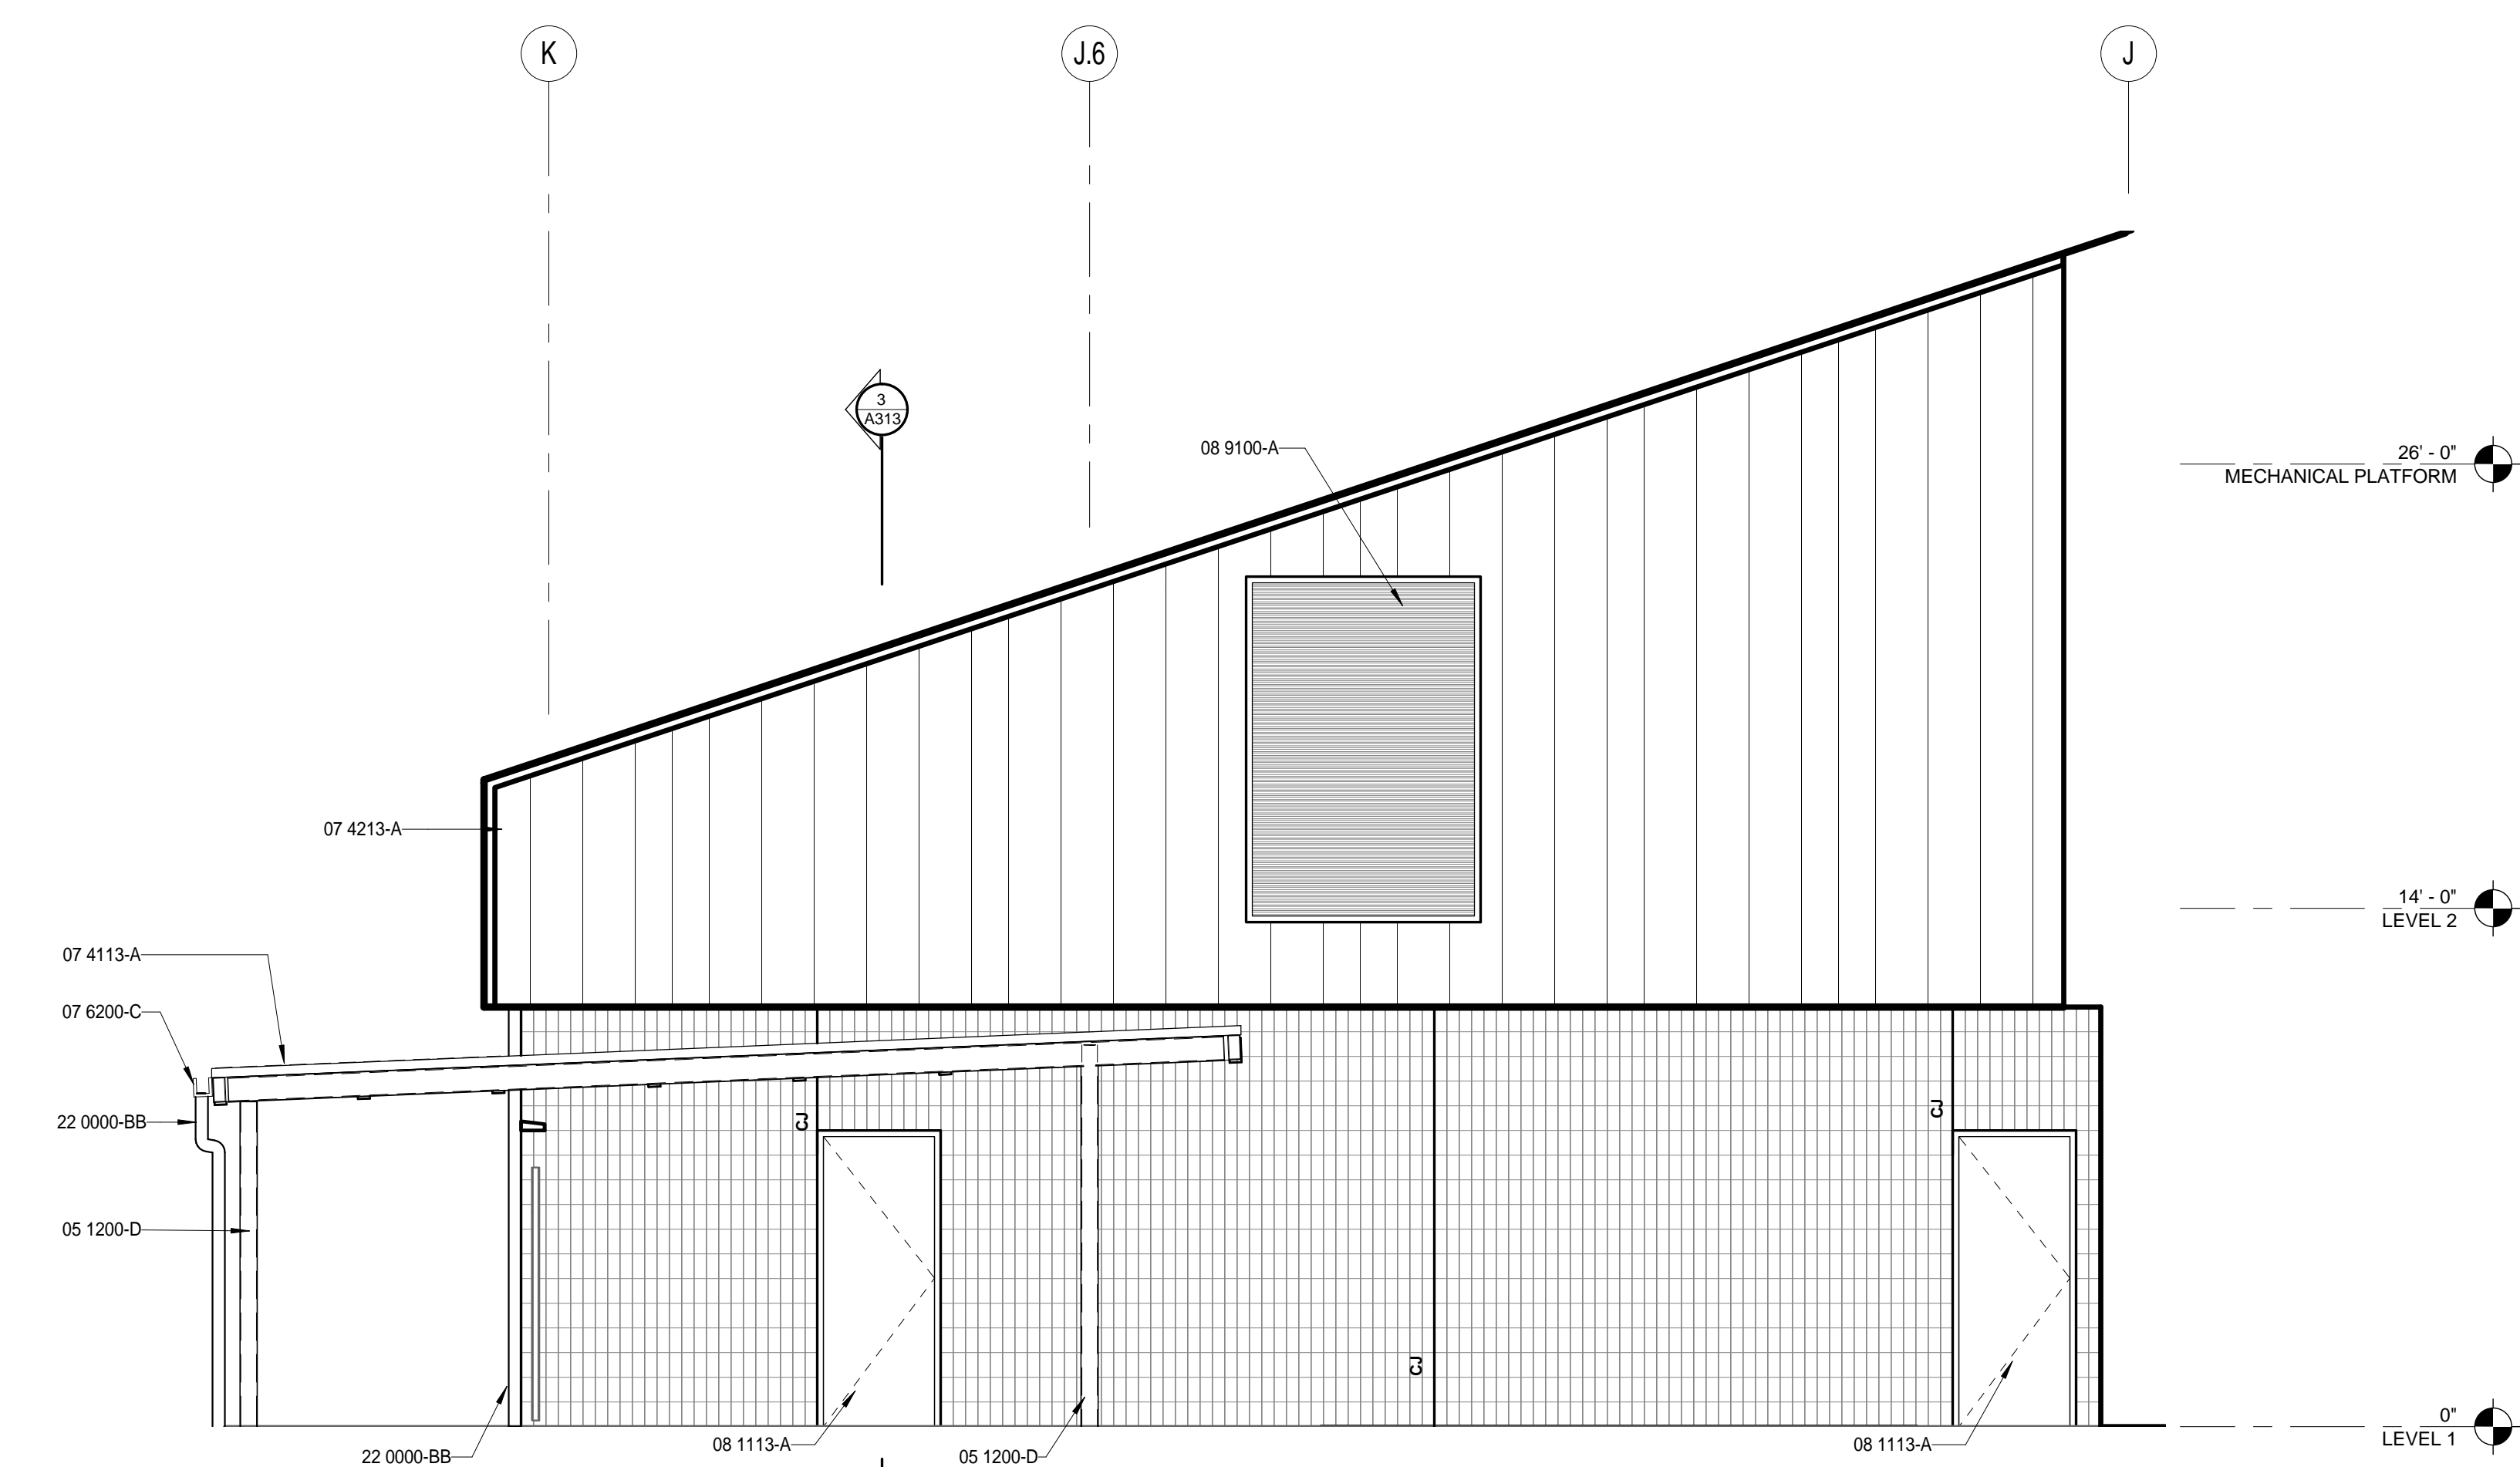 K
J.6
J
3
A313
08 9100-A
26' - 0"
MECHANICAL PLATFORM
07 4213-A
14' - 0"
LEVEL 2
07 4113-A
07 6200-C
22 0000-BB
CJ
CJ
05 1200-D
CJ
0"
LEVEL 1
22 0000-BB
08 1113-A
05 1200-D
08 1113-A